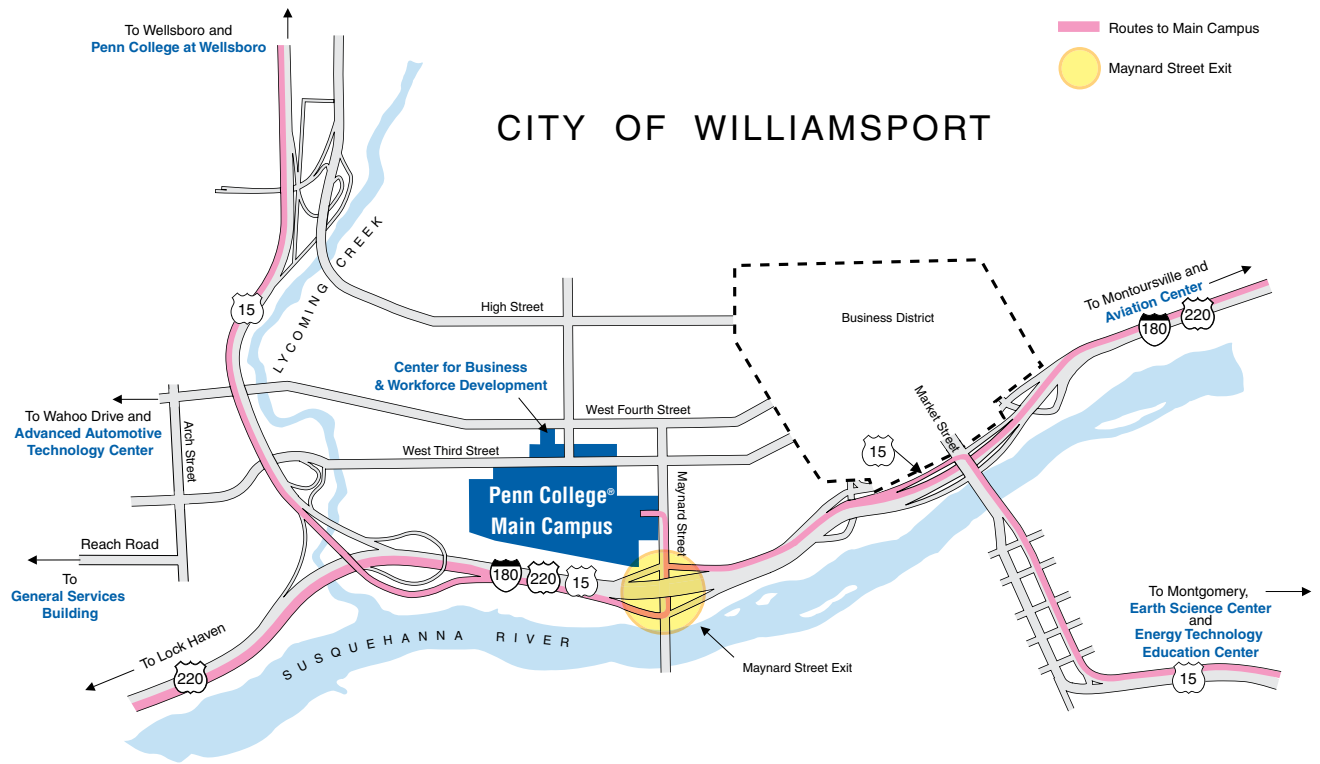 To Wellsboro and
Penn College at Wellsboro
Routes to Main Campus
Maynard Street Exit
CITY OF WILLIAMSPORT
LYCOMING CREEK
15
High Street
Business District
To Montoursville and
Aviation Center
180
220
Center for Business
& Workforce Development
To Wahoo Drive and
Advanced Automotive
Technology Center
Arch Street
West Fourth Street
West Third Street
Market Street
15
Penn College®
Main Campus
Maynard Street
Reach Road
To
General Services
Building
180
220
15
To Montgomery,
Earth Science Center
and
Energy Technology
Education Center
To Lock Haven
220
SUSQUEHANNA RIVER
Maynard Street Exit
15